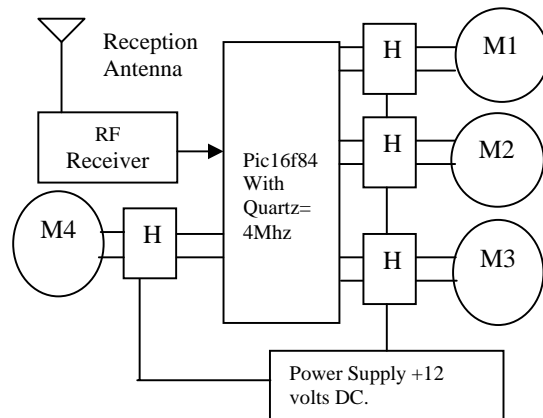 Reception
Antenna
RF
Receiver
Pic16f84
With
Quartz=
4Mhz
H
M1
H
M2
H
M3
M4
H
Power Supply +12
volts DC.